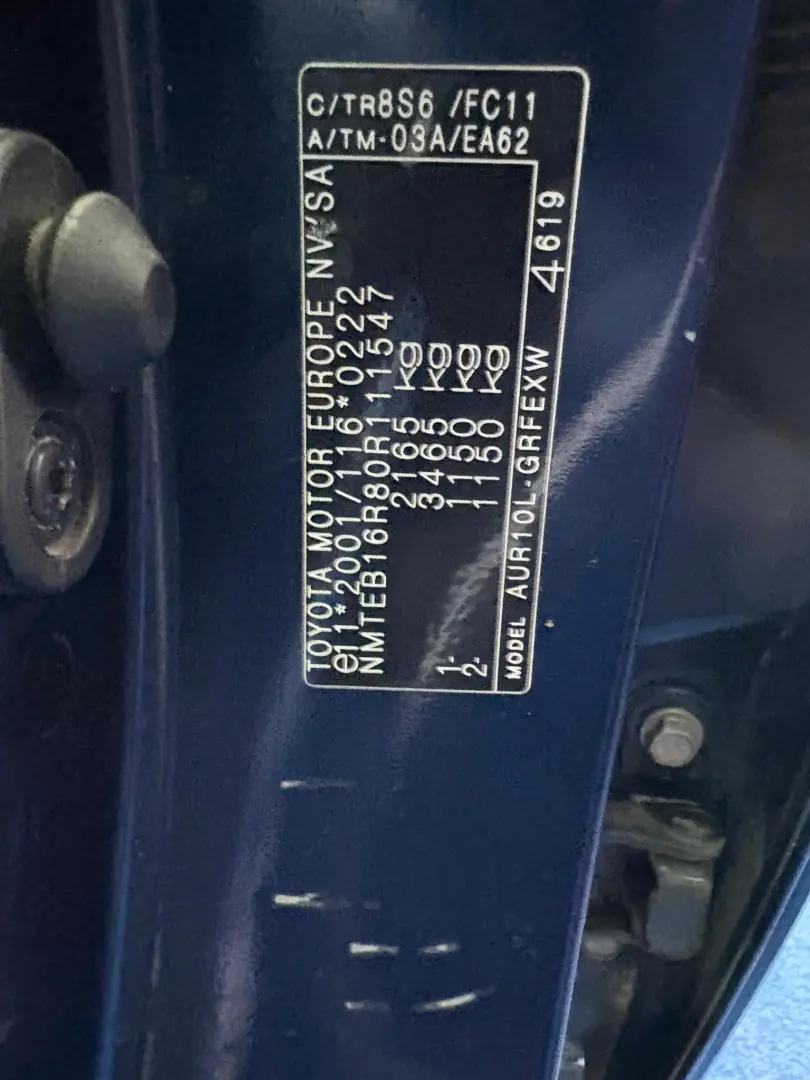 C/TR8S6 /FC11
A/TM-03A/EA62
TOYOTA MOTOR EUROPE NV/SA
e11*2001/116*0222
NMTEB16R80R111547
2165 Kg
3465 Kg
1- 1150 Kg
2- 1150 Kg
MODEL AUR10L-GRFEXW 4619